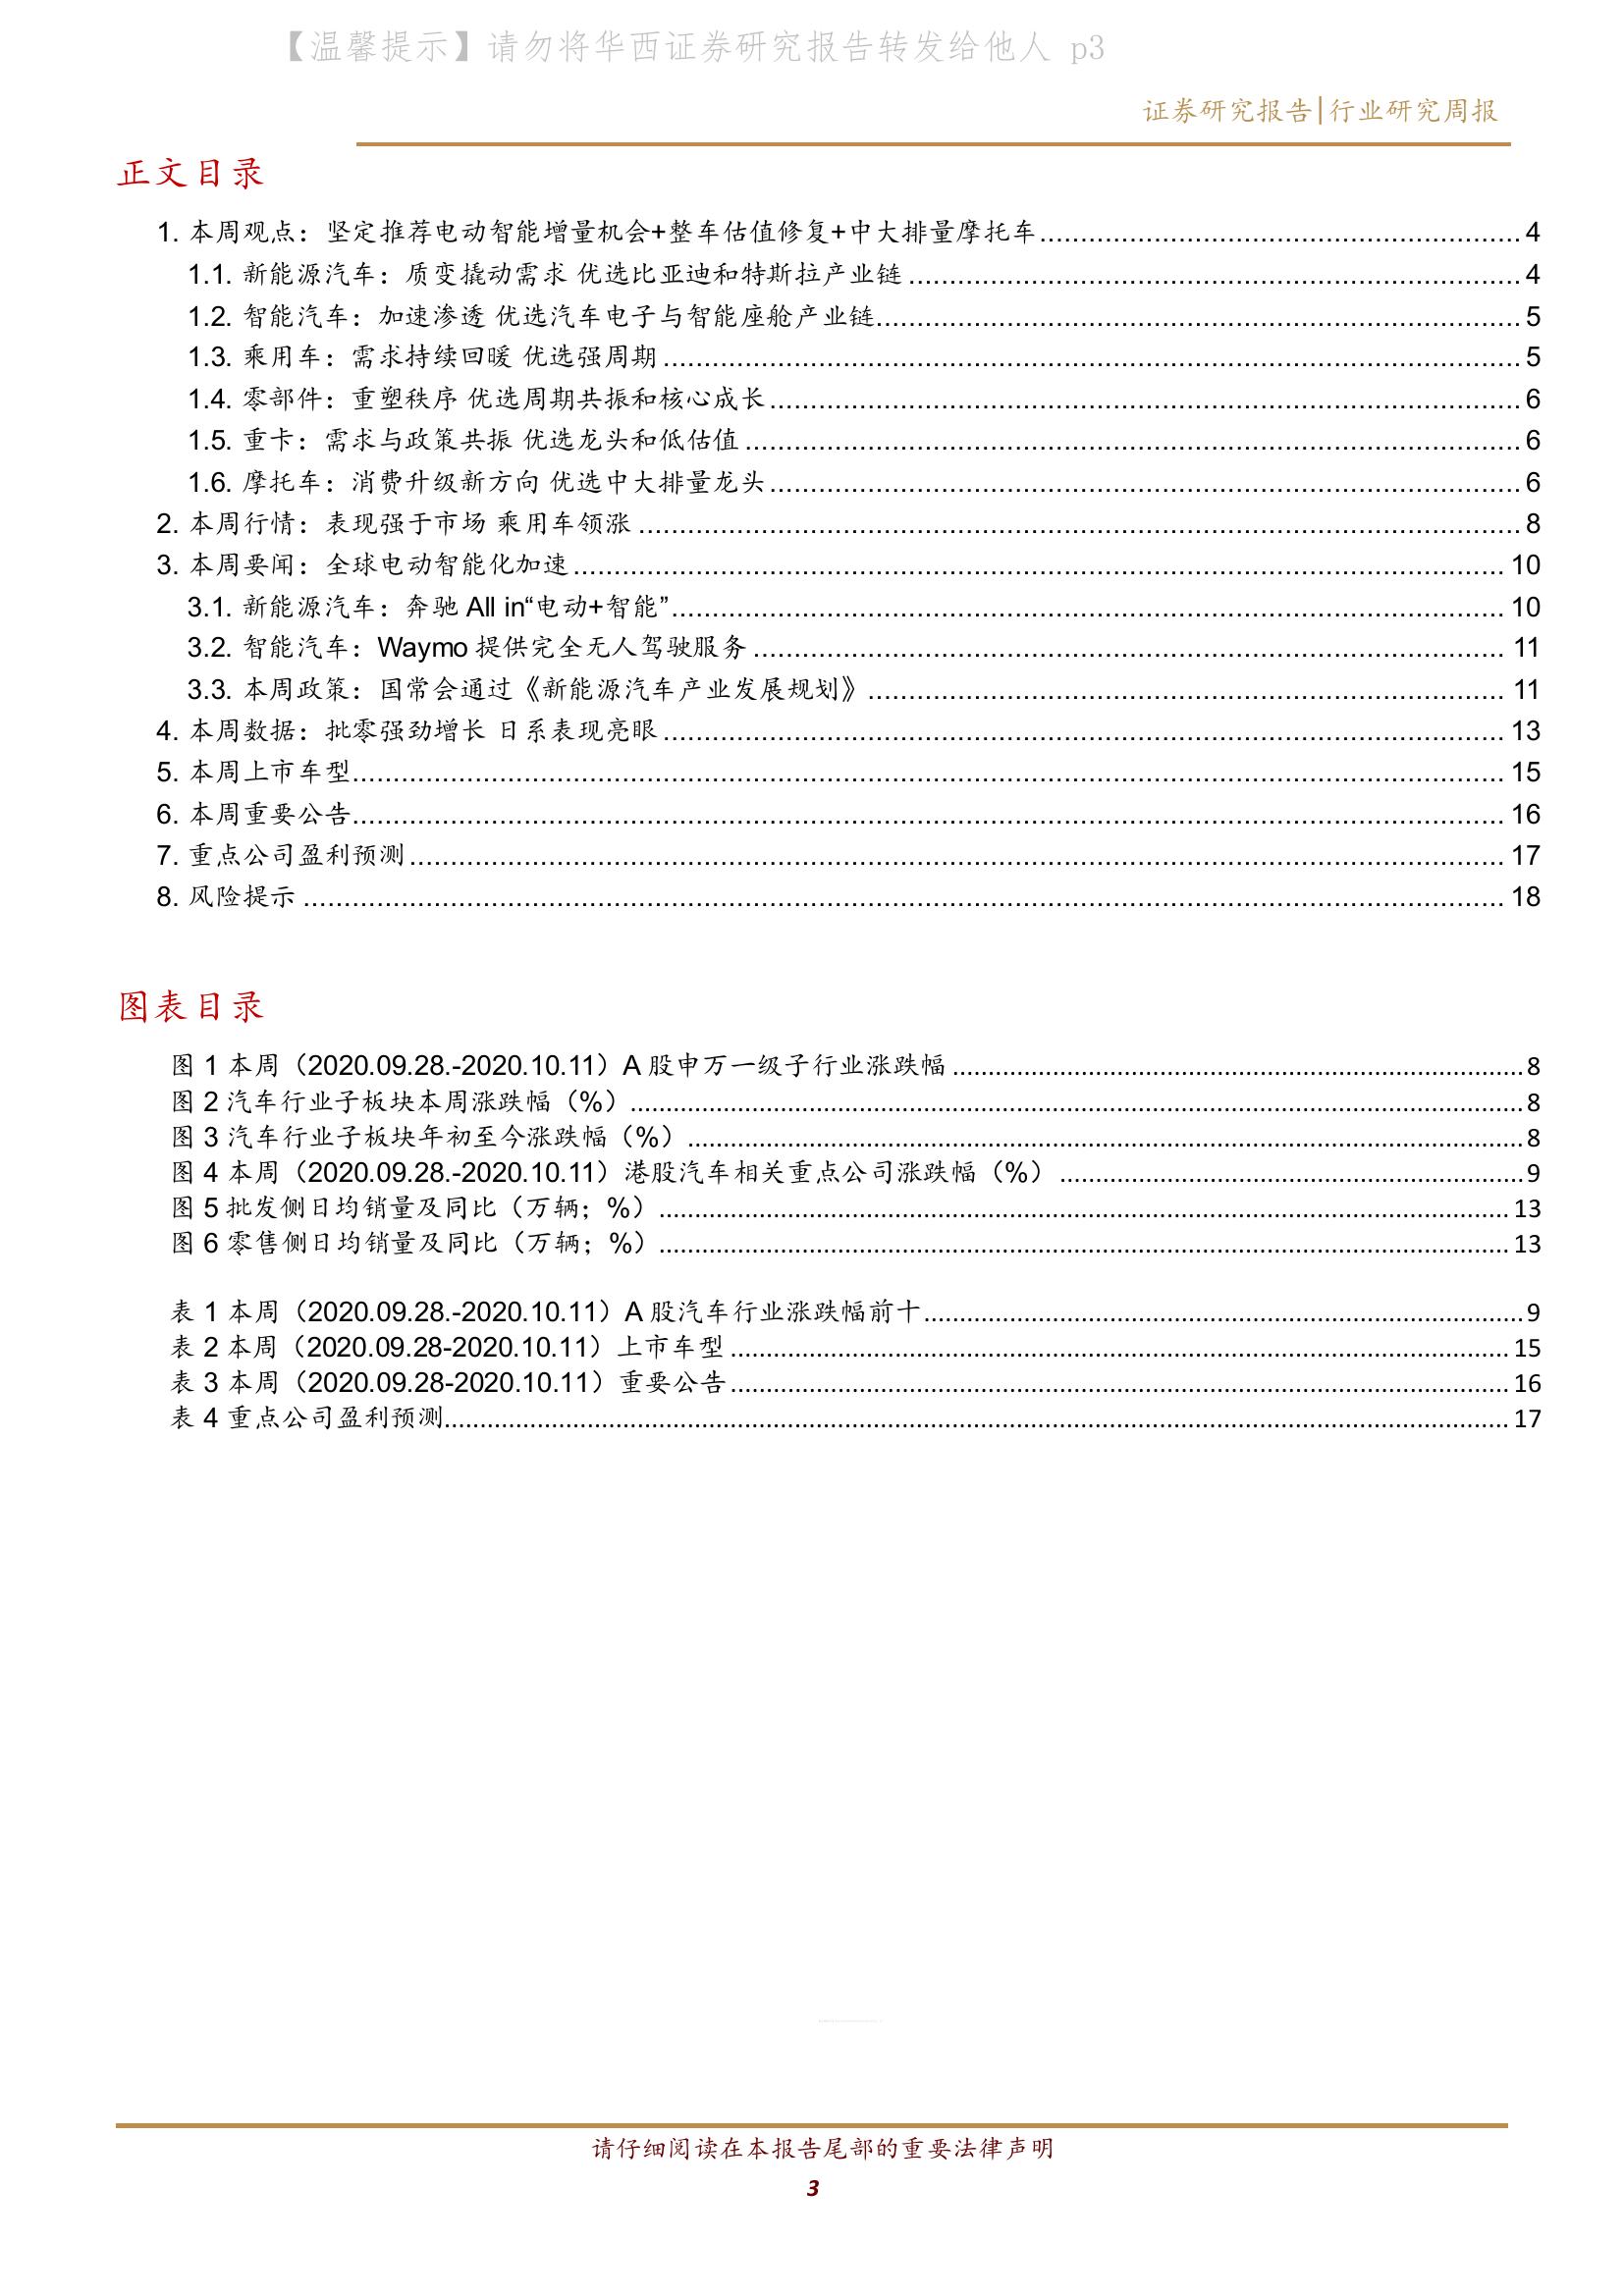 【温馨提示】请勿将华西证券研究报告转发给他人 p3
证券研究报告|行业研究周报
正文目录
1. 本周观点：坚定推荐电动智能增量机会+整车估值修复+中大排量摩托车 4
1.1. 新能源汽车：质变撬动需求 优选比亚迪和特斯拉产业链 4
1.2. 智能汽车：加速渗透 优选汽车电子与智能座舱产业链 5
1.3. 乘用车：需求持续回暖 优选强周期 5
1.4. 零部件：重塑秩序 优选周期共振和核心成长 6
1.5. 重卡：需求与政策共振 优选龙头和低估值 6
1.6. 摩托车：消费升级新方向 优选中大排量龙头 6
2. 本周行情：表现强于市场 乘用车领涨 8
3. 本周要闻：全球电动智能化加速 10
3.1. 新能源汽车：奔驰 All in“电动+智能” 10
3.2. 智能汽车：Waymo 提供完全无人驾驶服务 11
3.3. 本周政策：国常会通过《新能源汽车产业发展规划》 11
4. 本周数据：批零强劲增长 日系表现亮眼 13
5. 本周上市车型 15
6. 本周重要公告 16
7. 重点公司盈利预测 17
8. 风险提示 18
图表目录
图 1 本周（2020.09.28.-2020.10.11）A 股申万一级子行业涨跌幅 8
图 2 汽车行业子板块本周涨跌幅（%） 8
图 3 汽车行业子板块年初至今涨跌幅（%） 8
图 4 本周（2020.09.28.-2020.10.11）港股汽车相关重点公司涨跌幅（%） 9
图 5 批发侧日均销量及同比（万辆；%） 13
图 6 零售侧日均销量及同比（万辆；%） 13
表 1 本周（2020.09.28.-2020.10.11）A 股汽车行业涨跌幅前十 9
表 2 本周（2020.09.28-2020.10.11）上市车型 15
表 3 本周（2020.09.28-2020.10.11）重要公告 16
表 4 重点公司盈利预测 17
请仔细阅读在本报告尾部的重要法律声明
3